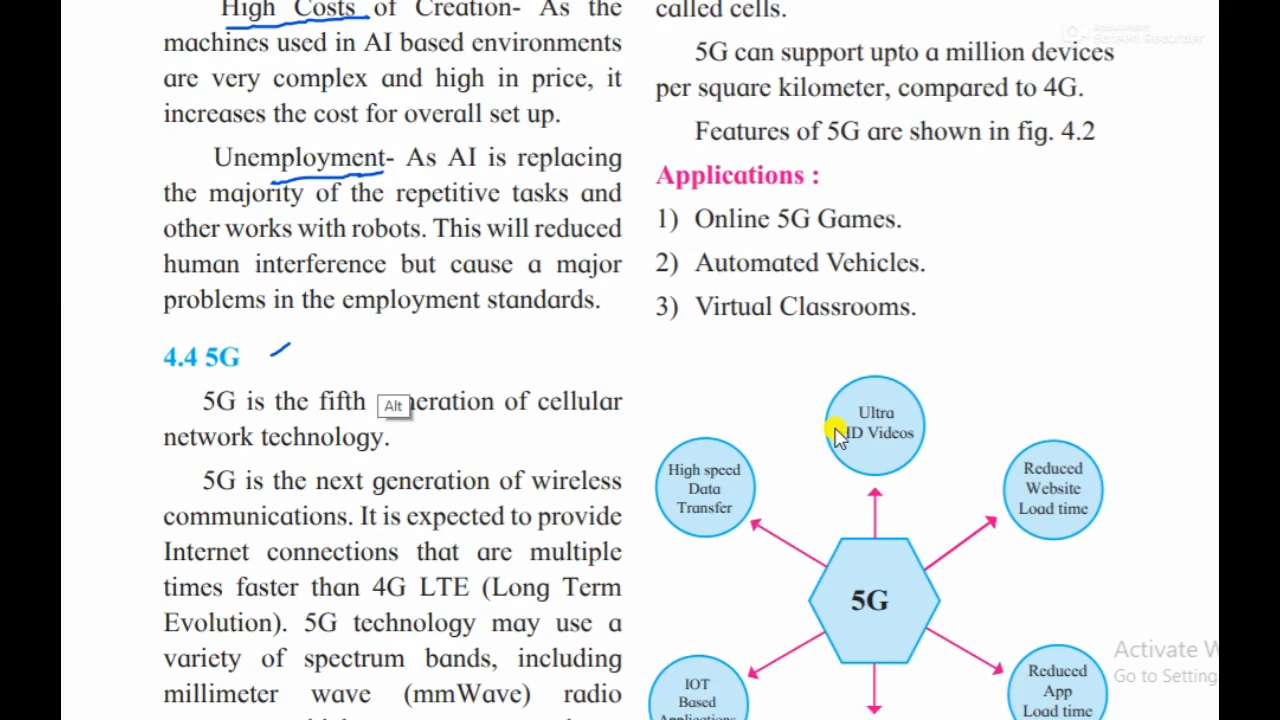 High Costs of Creation- As the
machines used in AI based environments
are very complex and high in price, it
increases the cost for overall set up.
Unemployment- As AI is replacing
the majority of the repetitive tasks and
other works with robots. This will reduced
human interference but cause a major
problems in the employment standards.
4.4 5G
5G is the fifth neration of cellular
Alt
network technology.
5G is the next generation of wireless
communications. It is expected to provide
Internet connections that are multiple
times faster than 4G LTE (Long Term
Evolution). 5G technology may use a
variety of spectrum bands, including
millimeter wave (mmWave) radio
called cells.
5G can support upto a million devices
per square kilometer, compared to 4G.
Features of 5G are shown in fig. 4.2
Applications :
1) Online 5G Games.
2) Automated Vehicles.
3) Virtual Classrooms.
Ultra
HD Videos
High speed
Data
Transfer
Reduced
Website
Load time
5G
IOT
Based
Applications
Reduced
App
Load time
Activate W
Go to Setting
Screen Recorder